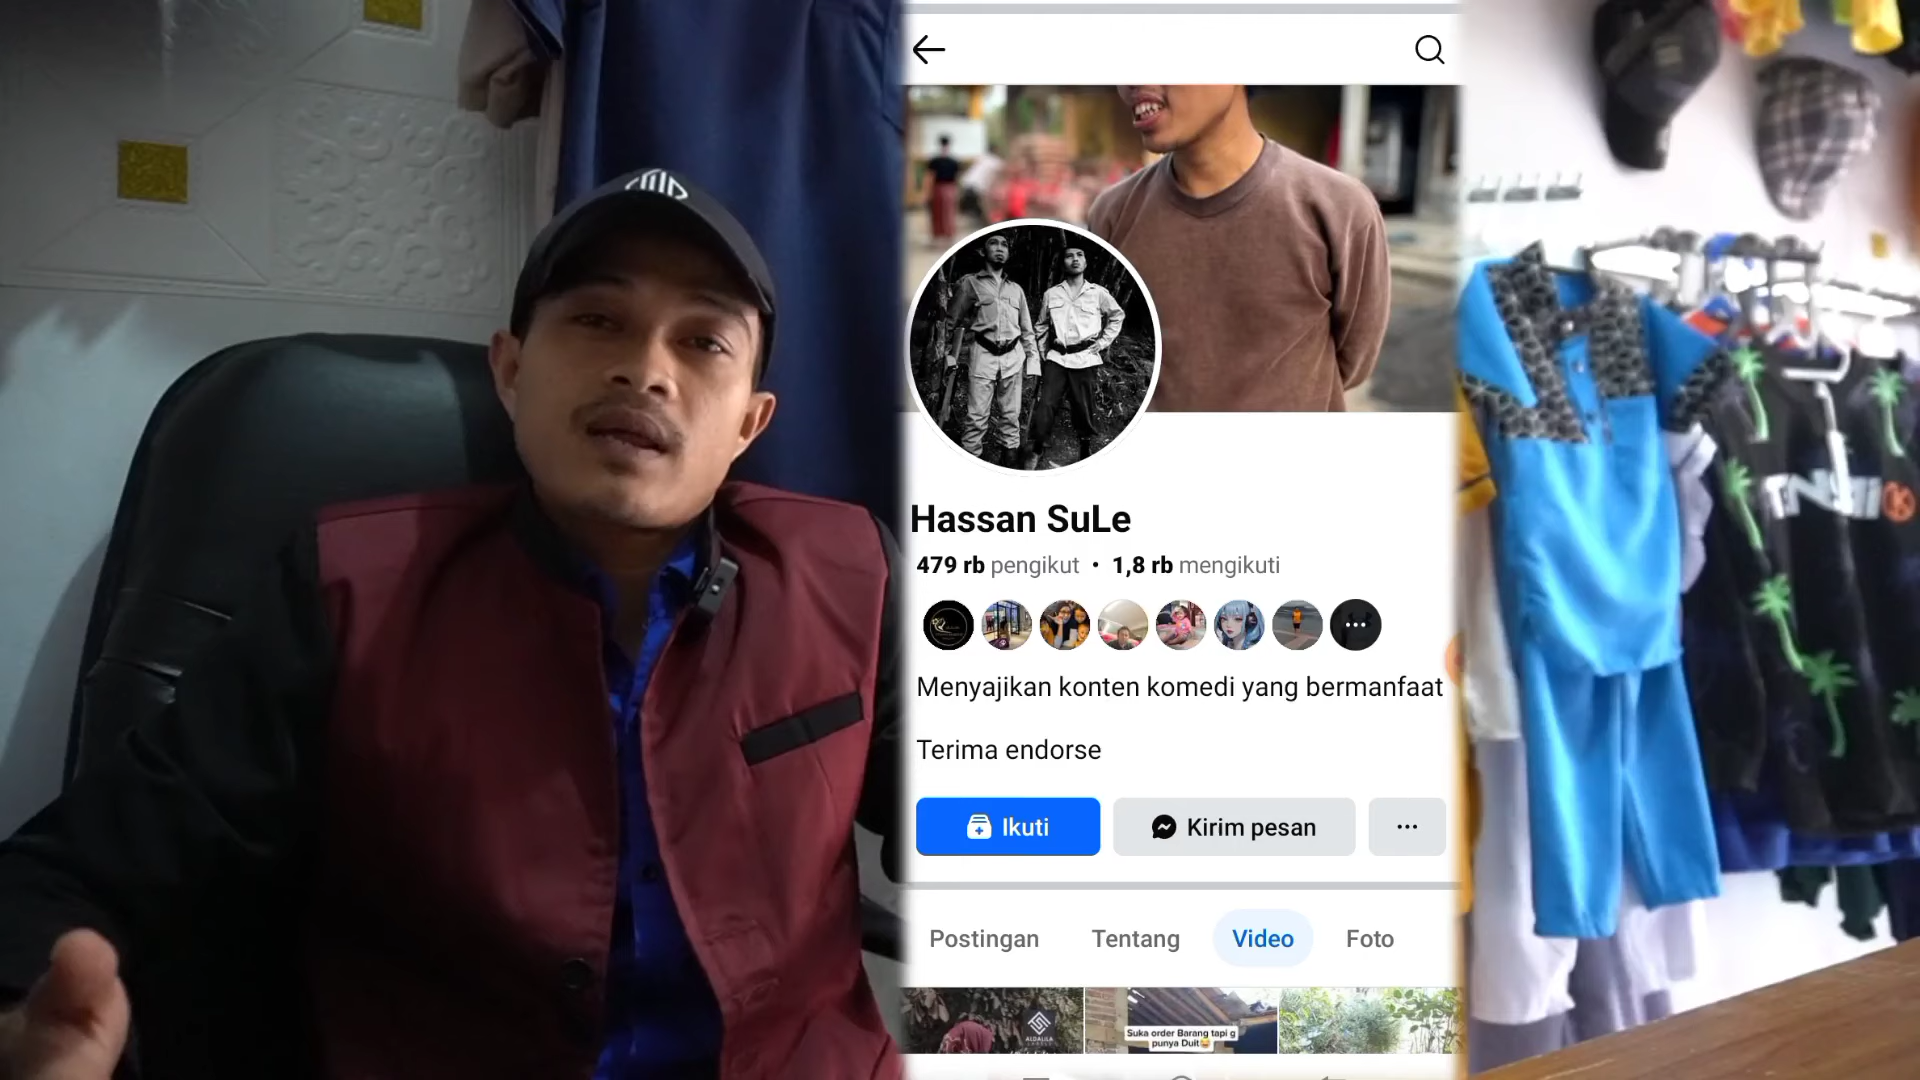 Hassan SuLe
479 rb pengikut • 1,8 rb mengikuti
Menyajikan konten komedi yang bermanfaat
Terima endorse
Ikuti
Kirim pesan
Postingan
Tentang
Video
Foto
Suka order Barang tapi g
punya Duit😂